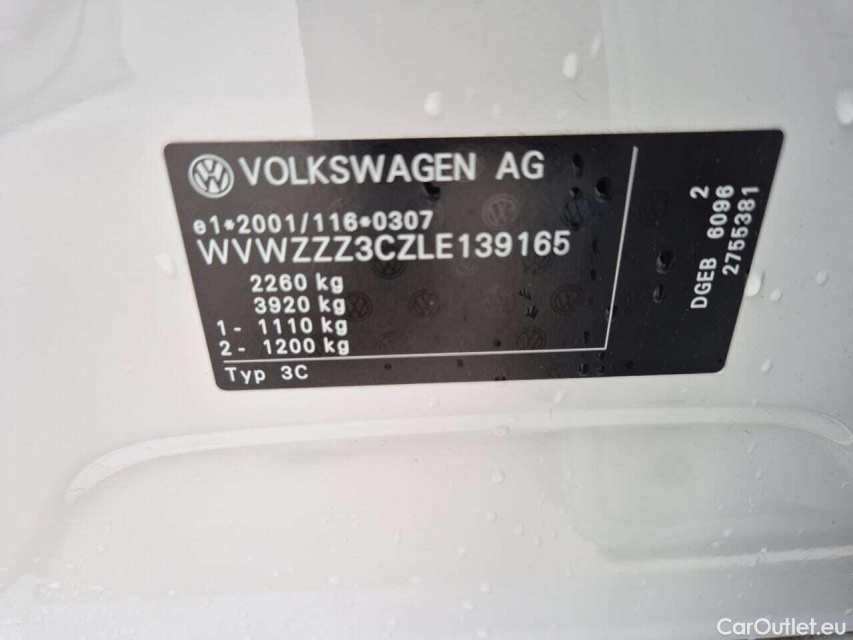 VOLKSWAGEN AG
e1*2001/116*0307
WVWZZZ3CZLE139165
2260 kg
3920 kg
1 - 1110 kg
2 - 1200 kg
Typ 3C
2
DGEB 6096
2755381
CarOutlet.eu